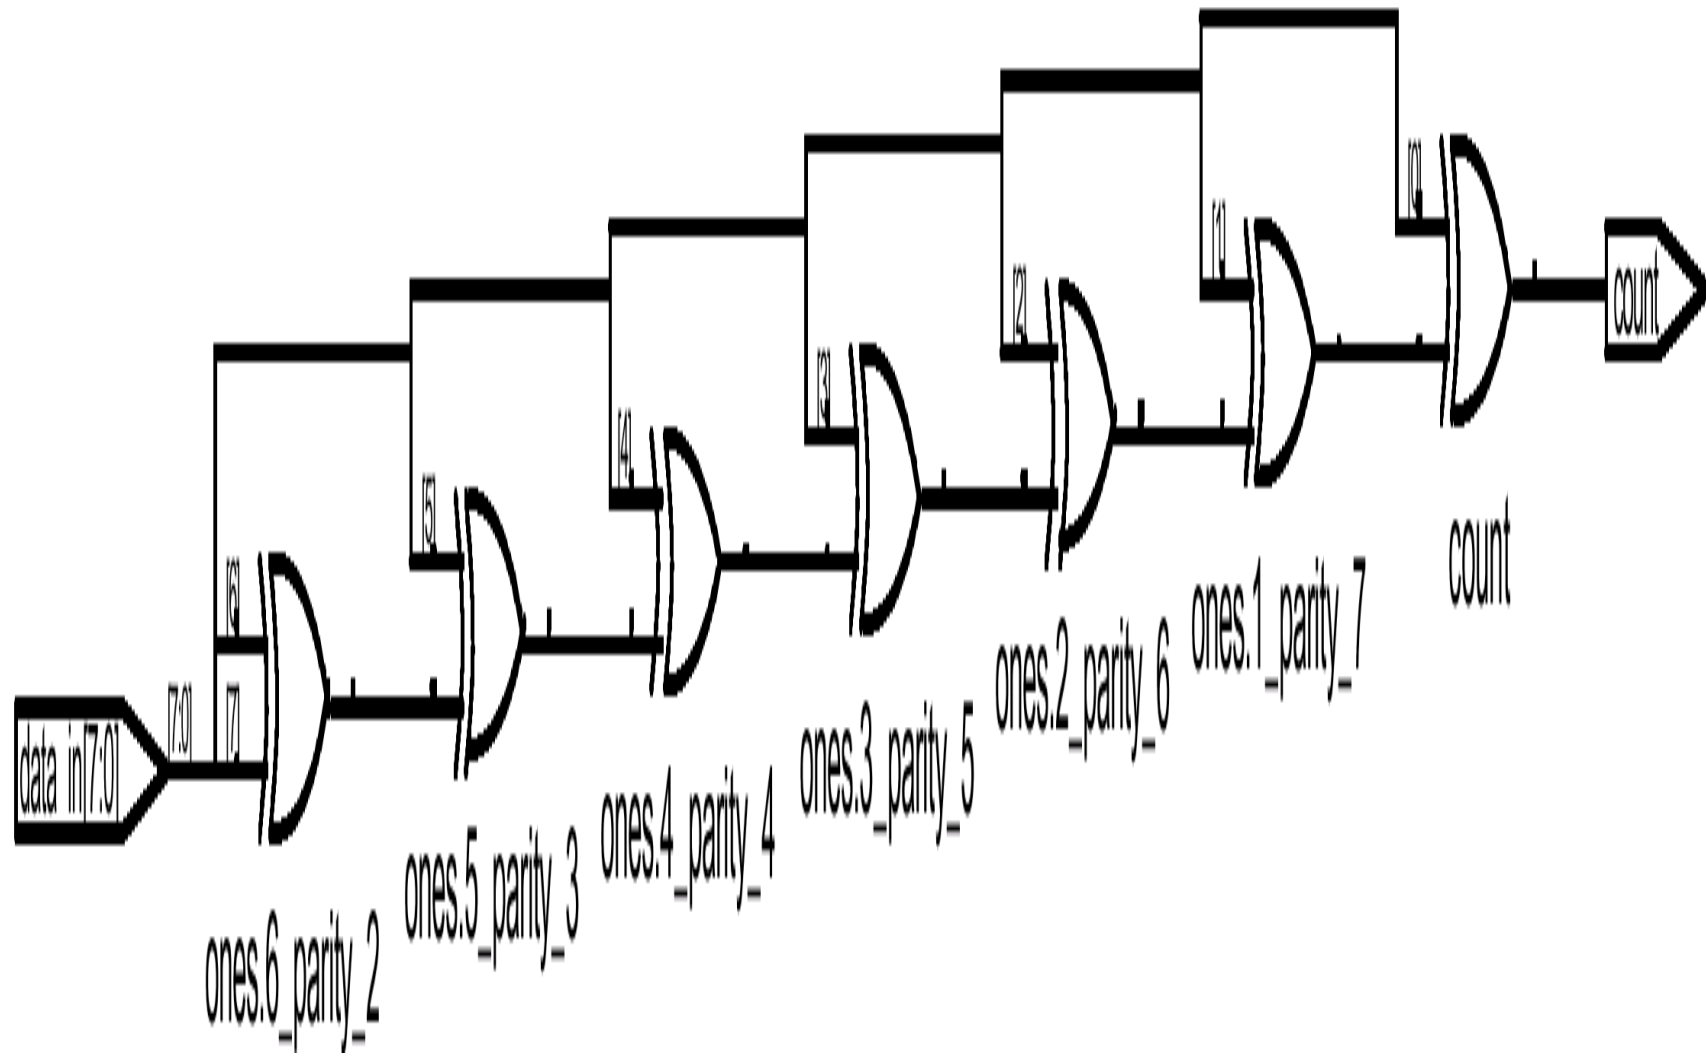 [0]
[1]
[2]
count
[3]
[4]
[5]
count
[6]
ones.1_parity_7
ones.2_parity_6
[7:0]
[7]
ones.3_parity_5
data_in[7:0]
ones.4_parity_4
ones.5_parity_3
ones.6_parity_2